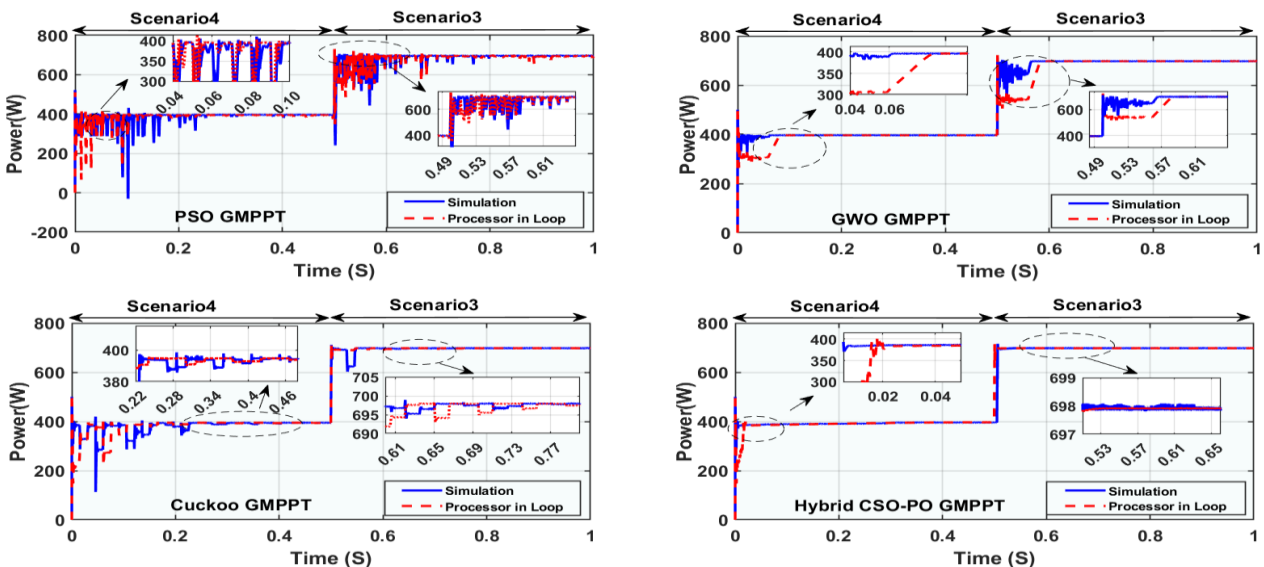 Scenario4 Scenario3
800
600
400
200
0
-200
Power(W)
400
350
300
0.04 0.06 0.08 0.10
600
400
0.49 0.53 0.57 0.61
Simulation
Processor in Loop
PSO GMPPT
0 0.2 0.4 0.6 0.8 1
Time (S)
Scenario4 Scenario3
800
600
400
200
0
Power(W)
400
350
300
0.04 0.06
600
400
0.49 0.53 0.57 0.61
Simulation
Processor in Loop
GWO GMPPT
0 0.2 0.4 0.6 0.8 1
Time (S)
Scenario4 Scenario3
800
600
400
200
0
Power(W)
400
380
0.22 0.28 0.34 0.4 0.46
705
700
695
690
0.61 0.65 0.69 0.73 0.77
Simulation
Processor in Loop
Cuckoo GMPPT
0 0.2 0.4 0.6 0.8 1
Time (S)
Scenario4 Scenario3
800
600
400
200
0
Power(W)
400
350
300
0.02 0.04
699
698
697
0.53 0.57 0.61 0.65
Simulation
Processor in Loop
Hybrid CSO-PO GMPPT
0 0.2 0.4 0.6 0.8 1
Time (S)